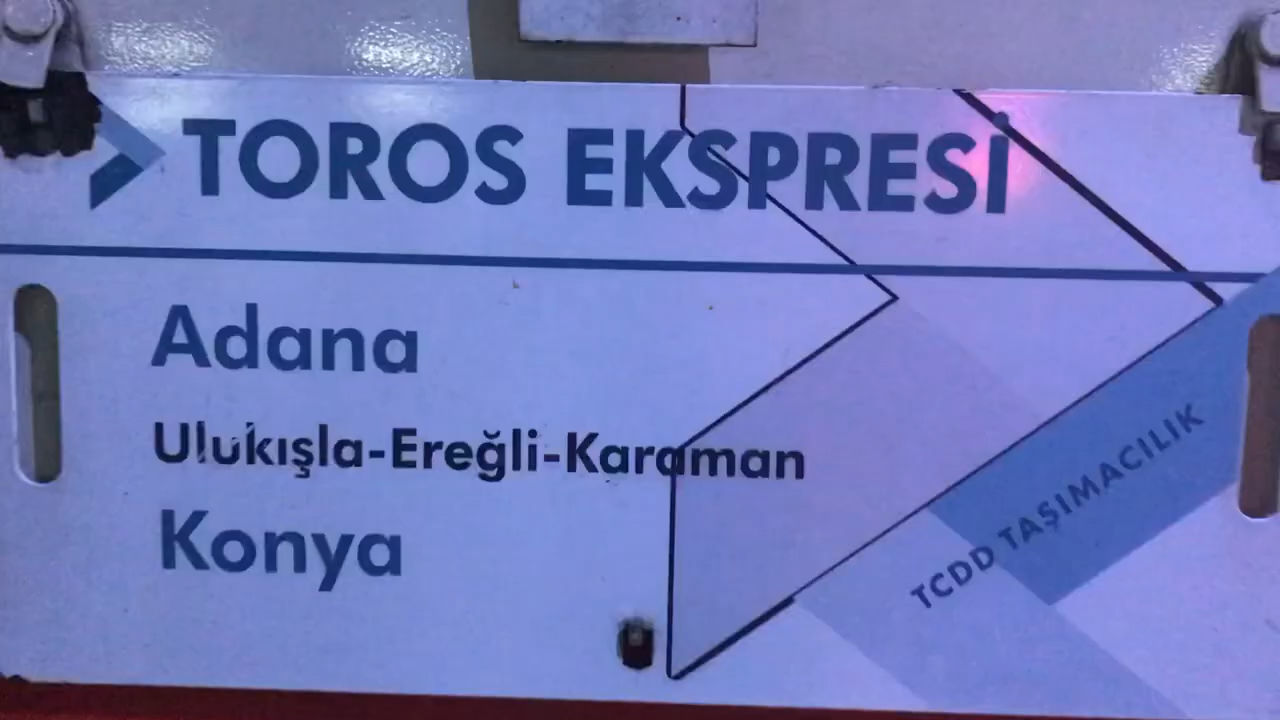 TOROS EKSPRESİ
Adana
Ulukışla-Ereğli-Karaman
Konya
TCDD TAŞIMACILIK